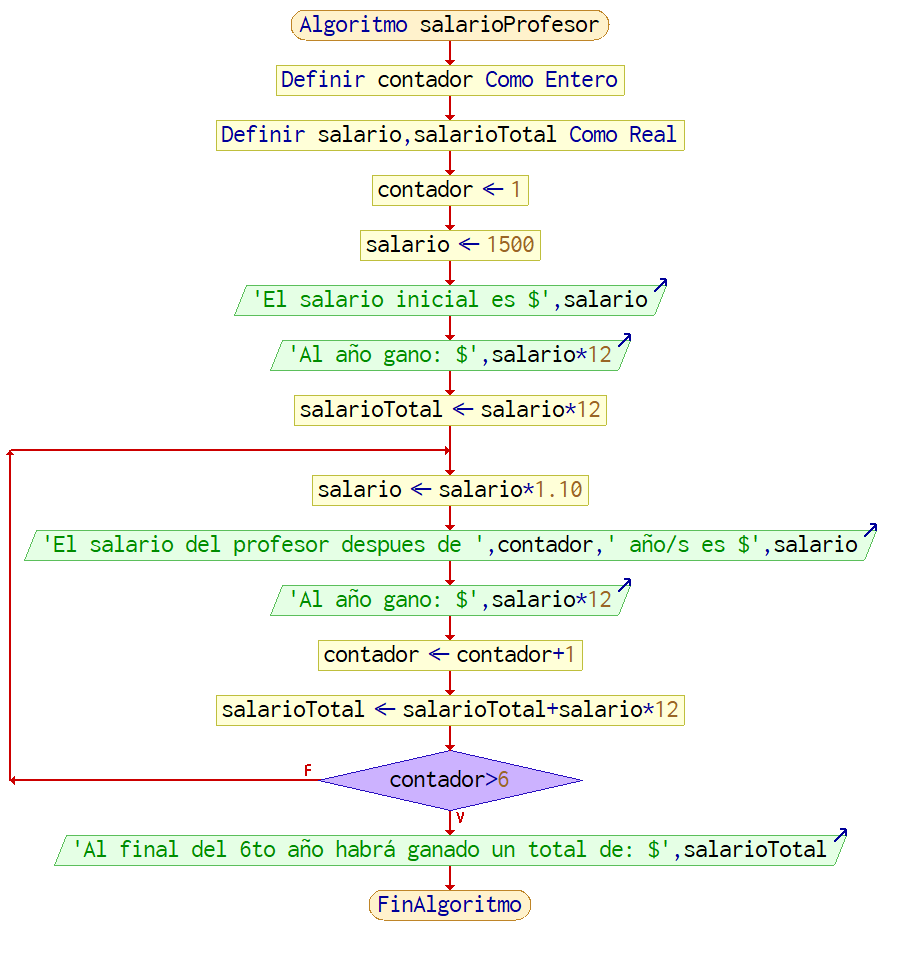 Algoritmo salarioProfesor
Definir contador Como Entero
Definir salario,salarioTotal Como Real
contador ← 1
salario ← 1500
'El salario inicial es $',salario
'Al año gano: $',salario*12
salarioTotal ← salario*12
salario ← salario*1.10
'El salario del profesor despues de ',contador,' año/s es $',salario
'Al año gano: $',salario*12
contador ← contador+1
salarioTotal ← salarioTotal+salario*12
F
contador>6
V
'Al final del 6to año habrá ganado un total de: $',salarioTotal
FinAlgoritmo